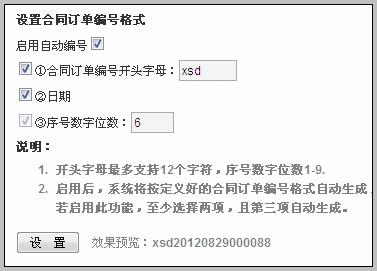 设置合同订单编号格式
启用自动编号
①合同订单编号开头字母：xsd
②日期
③序号数字位数：6
说明：
1. 开头字母最多支持12个字符，序号数字位数1-9.
2. 启用后，系统将按定义好的合同订单编号格式自动生成，
若启用此功能，至少选择两项，且第三项自动生成。
设 置 效果预览：xsd20120829000088